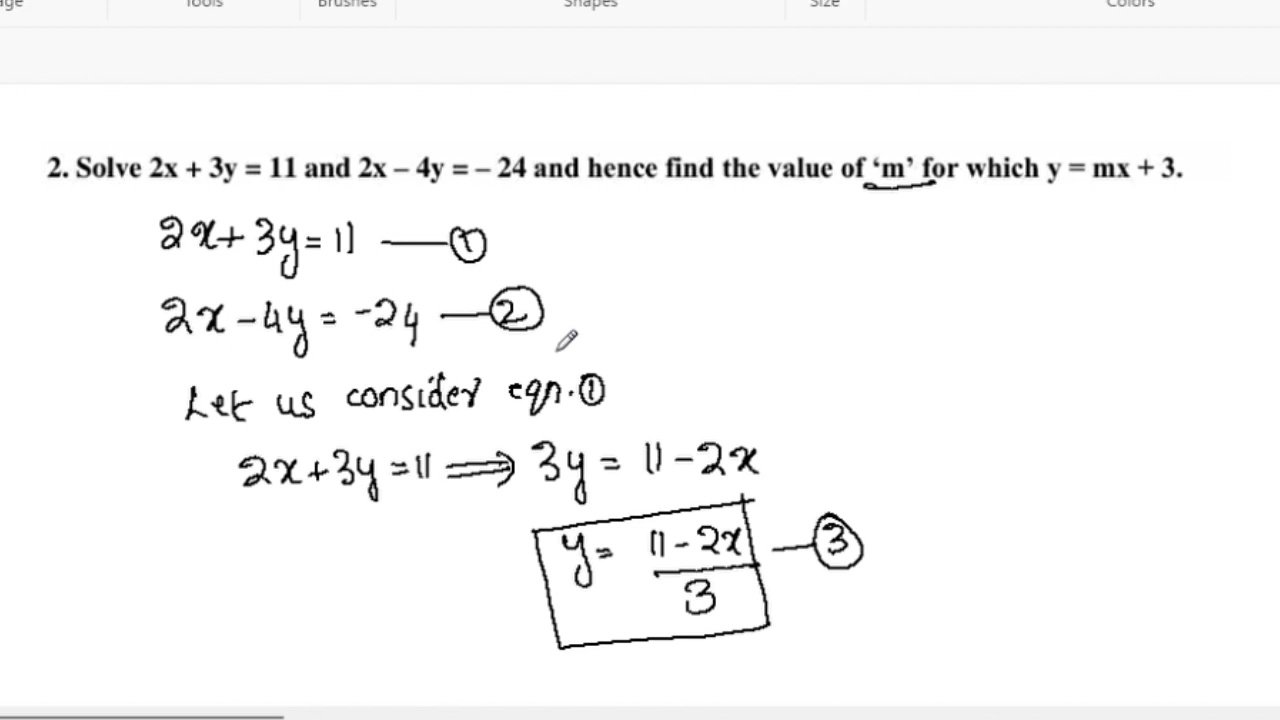 Tools Brushes Shapes Size Colors
2. Solve 2x + 3y = 11 and 2x – 4y = – 24 and hence find the value of ‘m’ for which y = mx + 3.
2x + 3y = 11 — ①
2x - 4y = -24 — ②
Let us consider eqn. ①
2x + 3y = 11 ⟹ 3y = 11 - 2x
y = 11 - 2x — ③
3